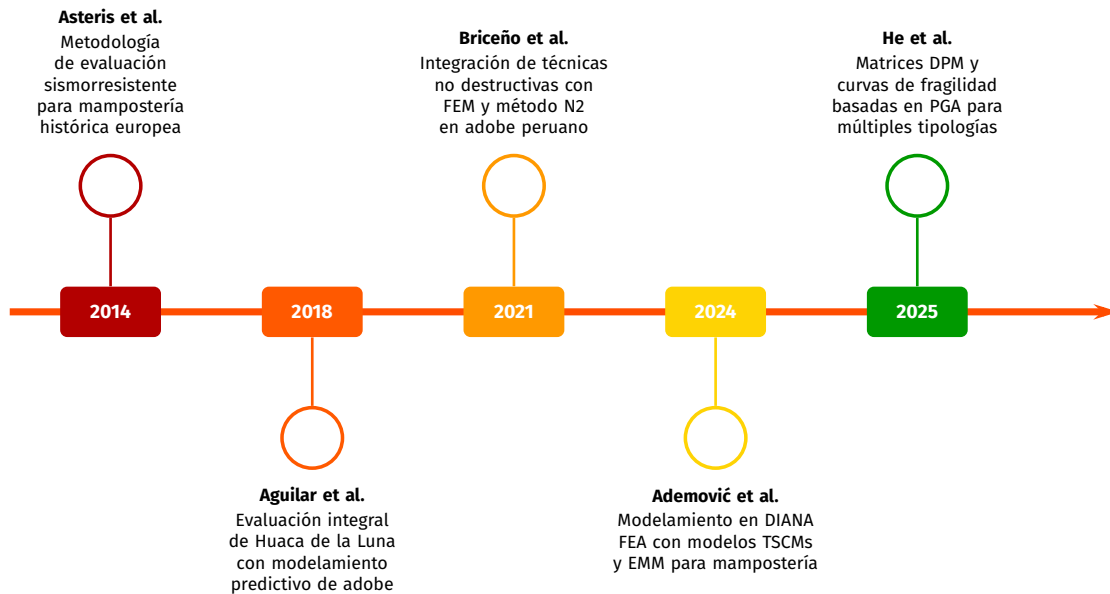 Asteris et al.
Metodología
de evaluación
sismorresistente
para mampostería
histórica europea
Briceño et al.
Integración de técnicas
no destructivas con
FEM y método N2
en adobe peruano
He et al.
Matrices DPM y
curvas de fragilidad
basadas en PGA para
múltiples tipologías
2014
2018
2021
2024
2025
Aguilar et al.
Evaluación integral
de Huaca de la Luna
con modelamiento
predictivo de adobe
Ademović et al.
Modelamiento en DIANA
FEA con modelos TSCMs
y EMM para mampostería